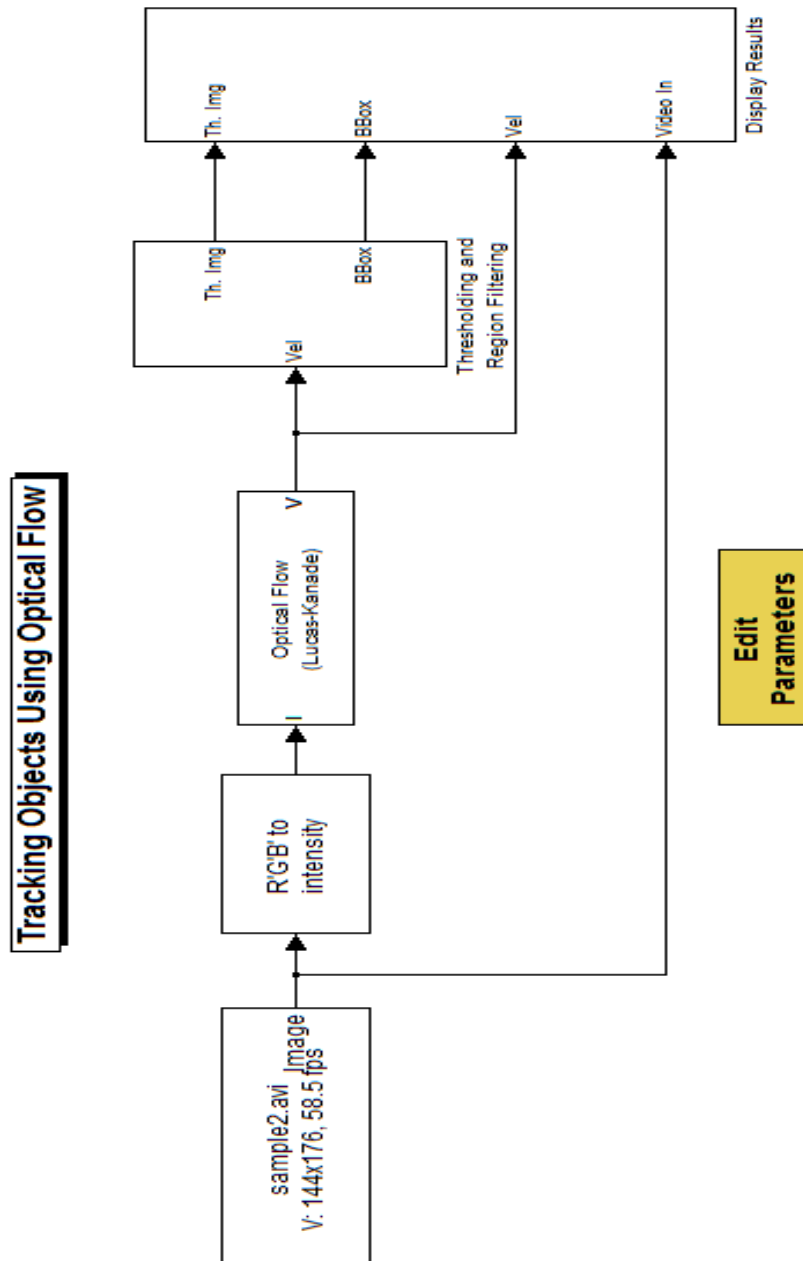 Tracking Objects Using Optical Flow
sample2.avi
V: 144x176, 58.5 fps
Image
R'G'B' to
intensity
I
Optical Flow
(Lucas-Kanade)
V
Vel
Th. Img
BBox
Thresholding and
Region Filtering
Th. Img
BBox
Vel
Video In
Display Results
Edit
Parameters